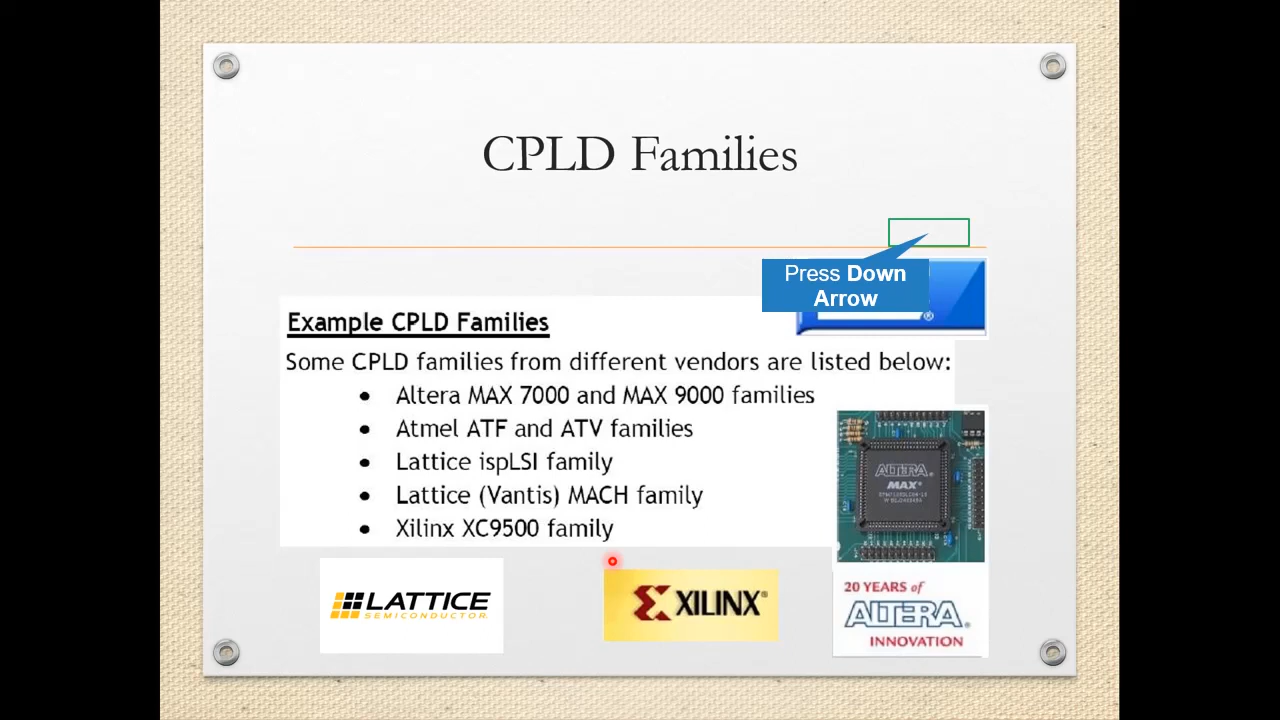 CPLD Families
Press Down
Arrow
®
Example CPLD Families
Some CPLD families from different vendors are listed below:
• Altera MAX 7000 and MAX 9000 families
• Atmel ATF and ATV families
• Lattice ispLSI family
• Lattice (Vantis) MACH family
• Xilinx XC9500 family
ALTERA®
MAX®
LATTICE
SEMICONDUCTOR
XILINX®
20 YEARS of
ALTERA®
INNOVATION